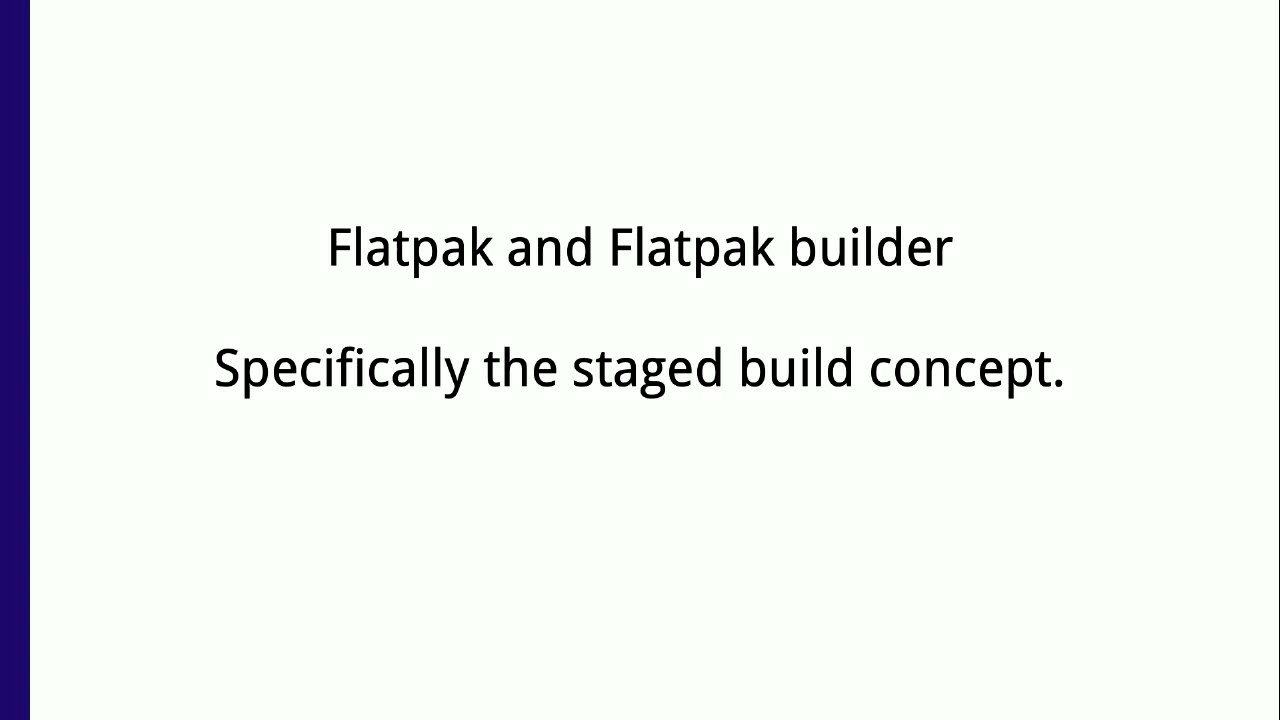 Flatpak and Flatpak builder
Specifically the staged build concept.